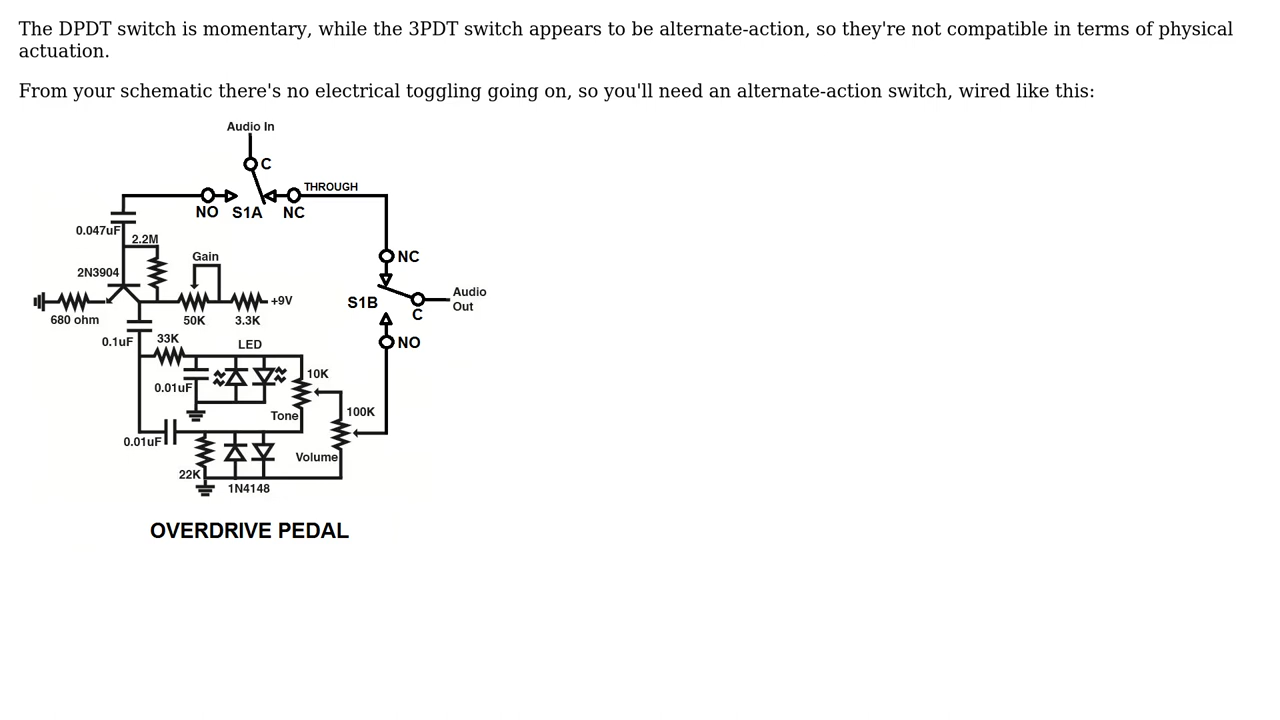 The DPDT switch is momentary, while the 3PDT switch appears to be alternate-action, so they're not compatible in terms of physical
actuation.
From your schematic there's no electrical toggling going on, so you'll need an alternate-action switch, wired like this:
Audio In
C
THROUGH
NO S1A NC
0.047uF
2.2M
Gain
NC
2N3904
+9V
S1B
Audio
Out
C
680 ohm
50K
3.3K
0.1uF
33K
LED
NO
10K
0.01uF
Tone
100K
0.01uF
Volume
22K
1N4148
OVERDRIVE PEDAL